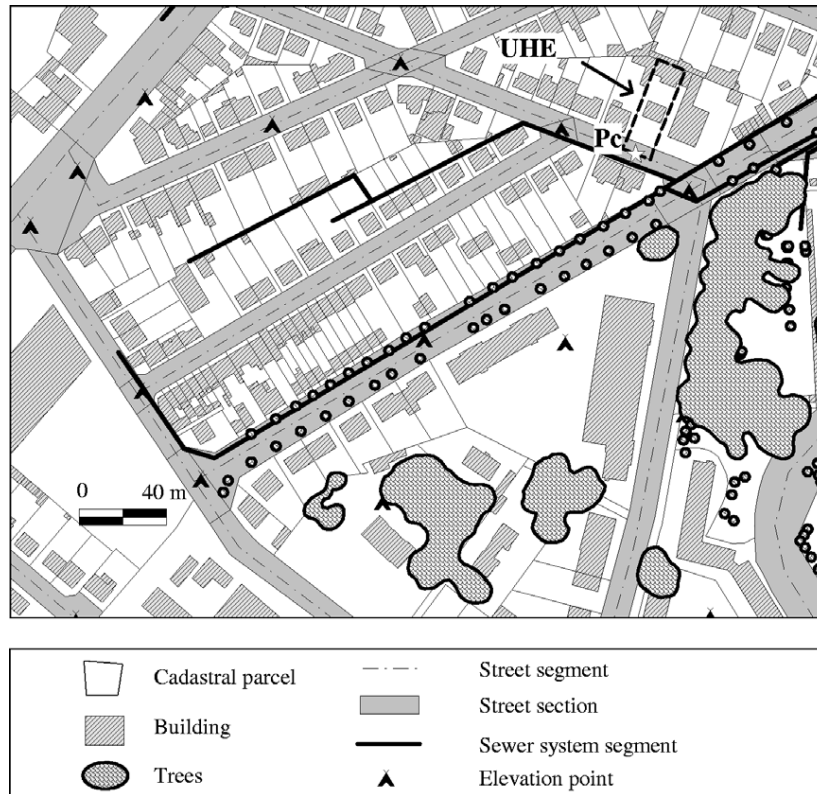 UHE
Pc
0 40 m
Cadastral parcel
Street segment
Street section
Building
Sewer system segment
Trees
Elevation point